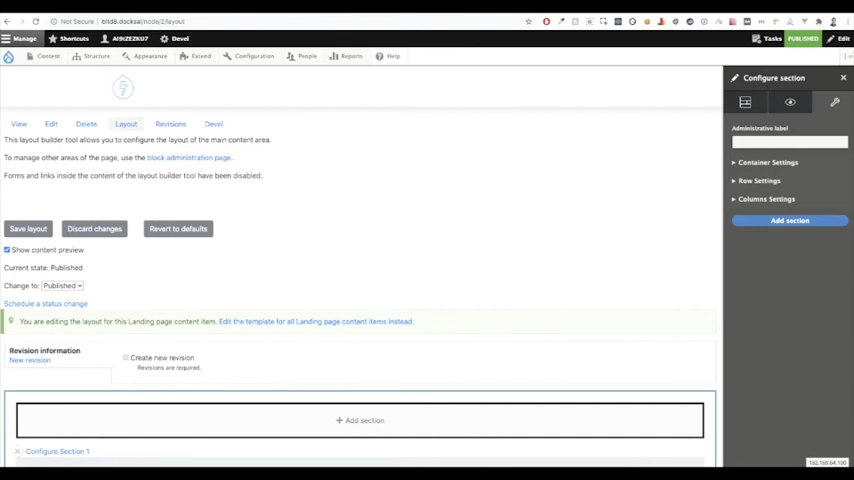 Not Secure | bitd8.docksal/node/2/layout
Manage Shortcuts Devel Tasks PUBLISHED Edit
Content Structure Appearance Extend Configuration People Reports Help
Configure section
View Edit Delete Layout Revisions Devel
This layout builder tool allows you to configure the layout of the main content area.
To manage other areas of the page, use the block administration page.
Forms and links inside the content of the layout builder tool have been disabled.
Administrative label
Container Settings
Row Settings
Columns Settings
Add section
Save layout Discard changes Revert to defaults
Show content preview
Current state: Published
Change to: Published
Schedule a status change
You are editing the layout for this Landing page content item. Edit the template for all Landing page content items instead.
Revision information
New revision
Create new revision
Revisions are required.
+ Add section
Configure Section 1
192.168.64.100